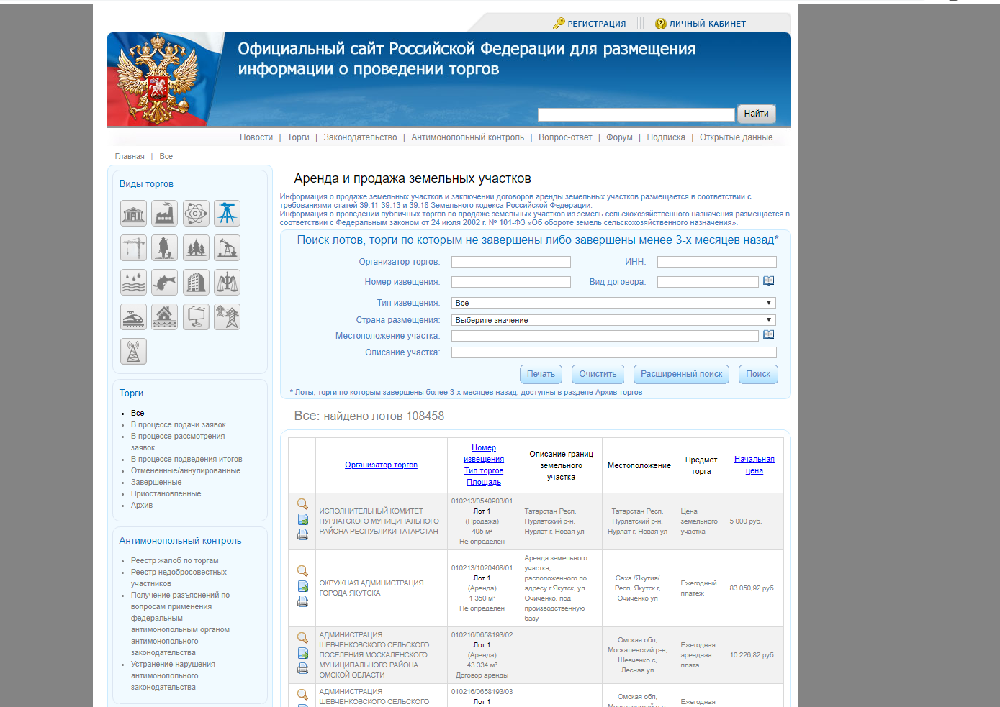 РЕГИСТРАЦИЯ
ЛИЧНЫЙ КАБИНЕТ
Официальный сайт Российской Федерации для размещения
информации о проведении торгов
Найти
Новости | Торги | Законодательство | Антимонопольный контроль | Вопрос-ответ | Форум | Подписка | Открытые данные
Главная | Все
Виды торгов
Торги
Все
В процессе подачи заявок
В процессе рассмотрения
заявок
В процессе подведения итогов
Отмененные/аннулированные
Завершенные
Приостановленные
Архив
Антимонопольный контроль
Реестр жалоб по торгам
Реестр недобросовестных
участников
Получение разъяснений по
вопросам применения
федеральным
антимонопольным органом
антимонопольного
законодательства
Устранение нарушения
антимонопольного
законодательства
Аренда и продажа земельных участков
Информация о продаже земельных участков и заключении договоров аренды земельных участков размещается в соответствии с
требованиями статей 39.11-39.13 и 39.18 Земельного кодекса Российской Федерации.
Информация о проведении публичных торгов по продаже земельных участков из земель сельскохозяйственного назначения размещается в
соответствии с Федеральным законом от 24 июля 2002 г. № 101-ФЗ «Об обороте земель сельскохозяйственного назначения».
Поиск лотов, торги по которым не завершены либо завершены менее 3-х месяцев назад*
Организатор торгов:
ИНН:
Номер извещения:
Вид договора:
Тип извещения:
Все
Страна размещения:
Выберите значение
Местоположение участка:
Описание участка:
Печать
Очистить
Расширенный поиск
Поиск
* Лоты, торги по которым завершены более 3-х месяцев назад, доступны в разделе Архив торгов
Все: найдено лотов 108458
Организатор торгов
Номер
извещения
Тип торгов
Площадь
Описание границ
земельного
участка
Местоположение
Предмет
торга
Начальная
цена
ИСПОЛНИТЕЛЬНЫЙ КОМИТЕТ
НУРЛАТСКОГО МУНИЦИПАЛЬНОГО
РАЙОНА РЕСПУБЛИКИ ТАТАРСТАН
010213/0540903/01
Лот 1
(Продажа)
405 м²
Не определен
Татарстан Респ,
Нурлатский р-н,
Нурлат г, Новая ул
Татарстан Респ,
Нурлатский р-н,
Нурлат г, Новая ул
Цена
земельного
участка
5 000 руб.
ОКРУЖНАЯ АДМИНИСТРАЦИЯ
ГОРОДА ЯКУТСКА
010213/1020468/01
Лот 1
(Аренда)
1 350 м²
Не определен
Аренда земельного
участка,
расположенного по
адресу г.Якутск, ул.
Очиченко, под
производственную
базу
Саха /Якутия/
Респ, Якутск г,
Очиченко ул
Ежегодный
платеж
83 050,92 руб.
АДМИНИСТРАЦИЯ
ШЕВЧЕНКОВСКОГО СЕЛЬСКОГО
ПОСЕЛЕНИЯ МОСКАЛЕНСКОГО
МУНИЦИПАЛЬНОГО РАЙОНА
ОМСКОЙ ОБЛАСТИ
010216/0658193/02
Лот 1
(Аренда)
43 334 м²
Договор аренды
Омская обл,
Москаленский р-н,
Шевченко с,
Лесная ул
Ежегодная
арендная
плата
10 226,82 руб.
АДМИНИСТРАЦИЯ
ШЕВЧЕНКОВСКОГО СЕЛЬСКОГО
010216/0658193/03
Лот 1
Омская обл,
Москаленский р-н,
Ежегодная